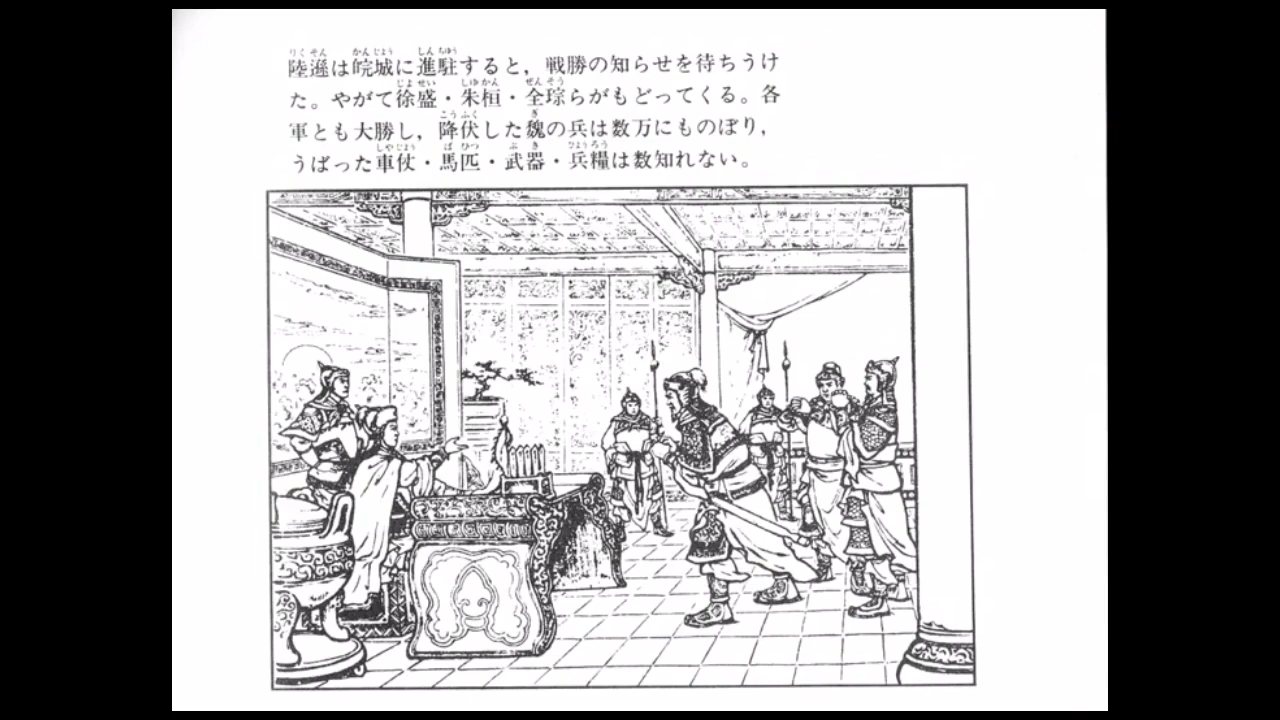 陸遜は皖城に進駐すると，戦勝の知らせを待ちうけ
た。やがて徐盛・朱桓・全琮らがもどってくる。各
軍とも大勝し，降伏した魏の兵は数万にものぼり，
うばった車仗・馬匹・武器・兵糧は数知れない。